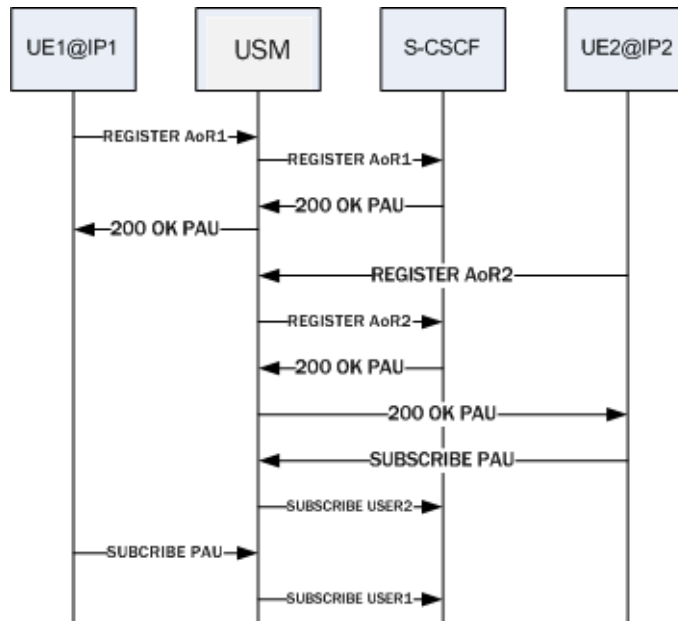 UE1@IP1
USM
S-CSCF
UE2@IP2
REGISTER AoR1
REGISTER AoR1
200 OK PAU
200 OK PAU
REGISTER AoR2
REGISTER AoR2
200 OK PAU
200 OK PAU
SUBSCRIBE PAU
SUBSCRIBE USER2
SUBCRIBE PAU
SUBSCRIBE USER1